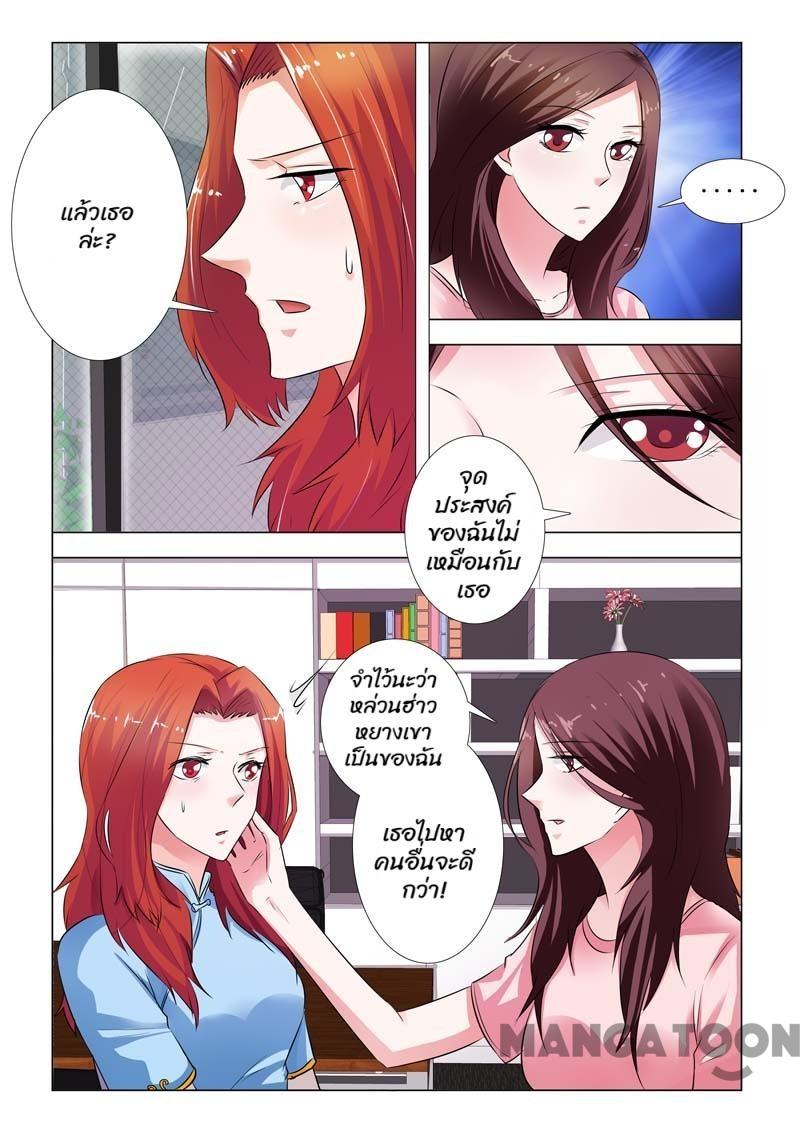 แล้วเธอ
ล่ะ?
.....
จุด
ประสงค์
ของฉันไม่
เหมือนกับ
เธอ
จำไว้นะว่า
หล่วนฮ่าว
หยางเขา
เป็นของฉัน
เธอไปหา
คนอื่นจะดี
กว่า!
MANGATOON